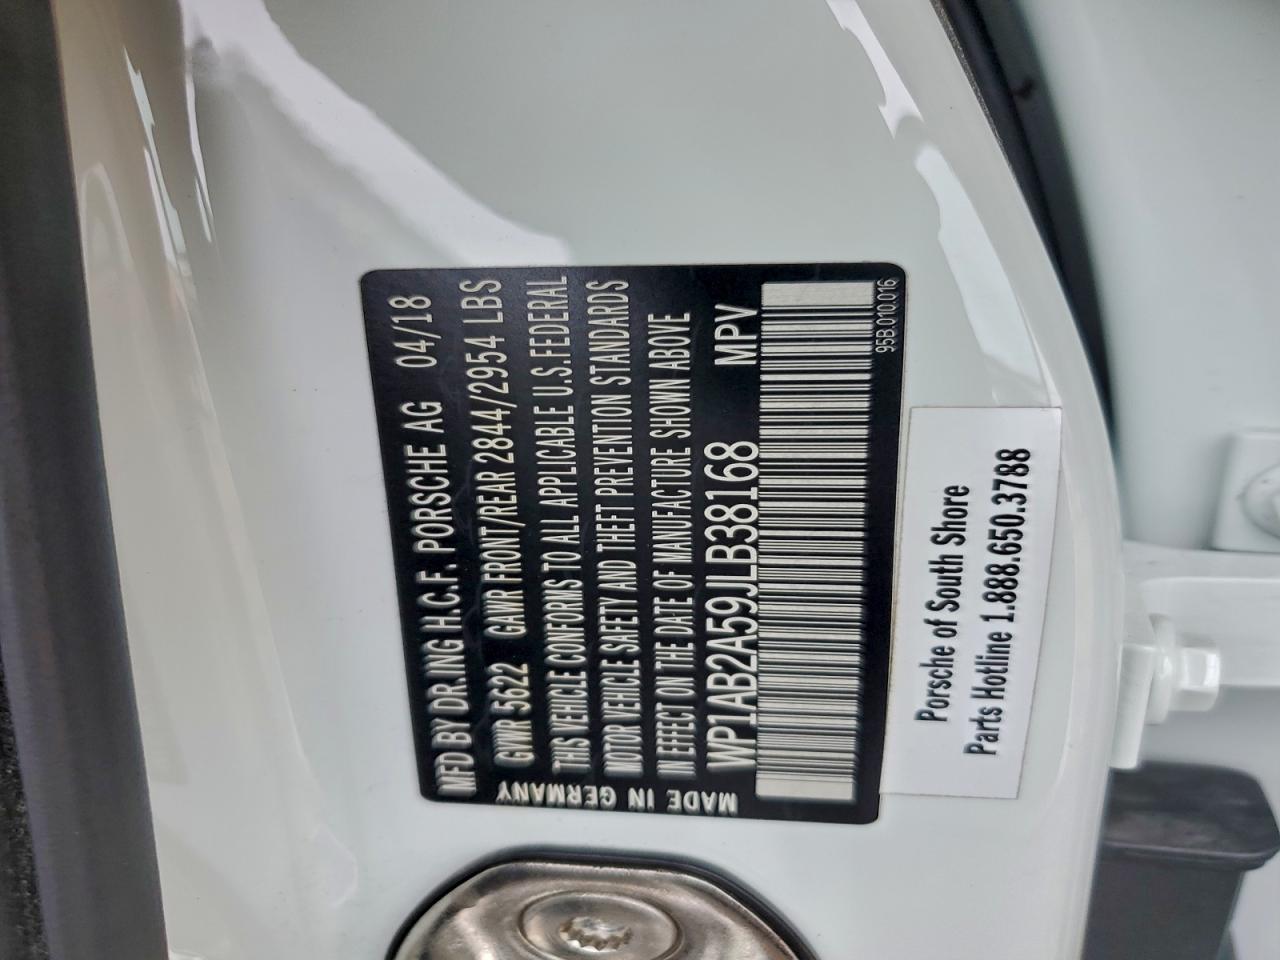 MFD BY DR.ING H.C.F. PORSCHE AG 04/18
GVWR 5622 GAWR FRONT/REAR 2844/2954 LBS
THIS VEHICLE CONFORMS TO ALL APPLICABLE U.S.FEDERAL
MOTOR VEHICLE SAFETY AND THEFT PREVENTION STANDARDS
IN EFFECT ON THE DATE OF MANUFACTURE SHOWN ABOVE
WP1AB2A59JLB38168 MPV
MADE IN GERMANY
95B.010.016
Porsche of South Shore
Parts Hotline 1.888.650.3788